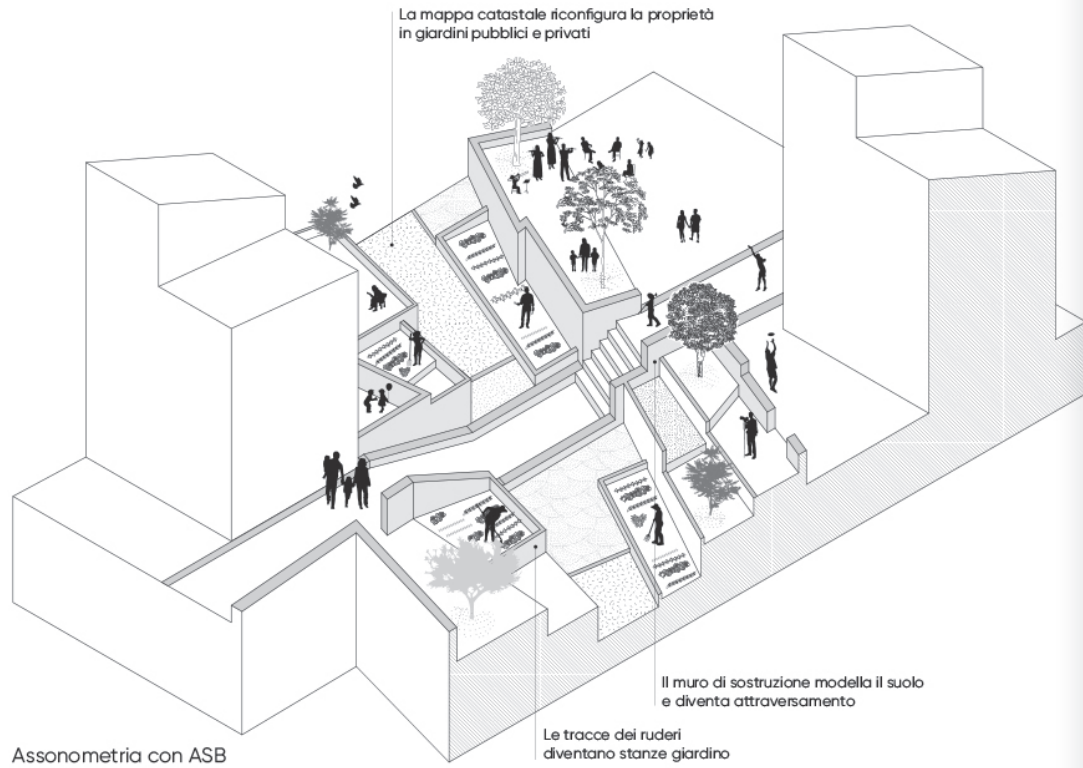 La mappa catastale riconfigura la proprietà
in giardini pubblici e privati
Il muro di sostruzione modella il suolo
e diventa attraversamento
Le tracce dei ruderi
diventano stanze giardino
Assonometria con ASB